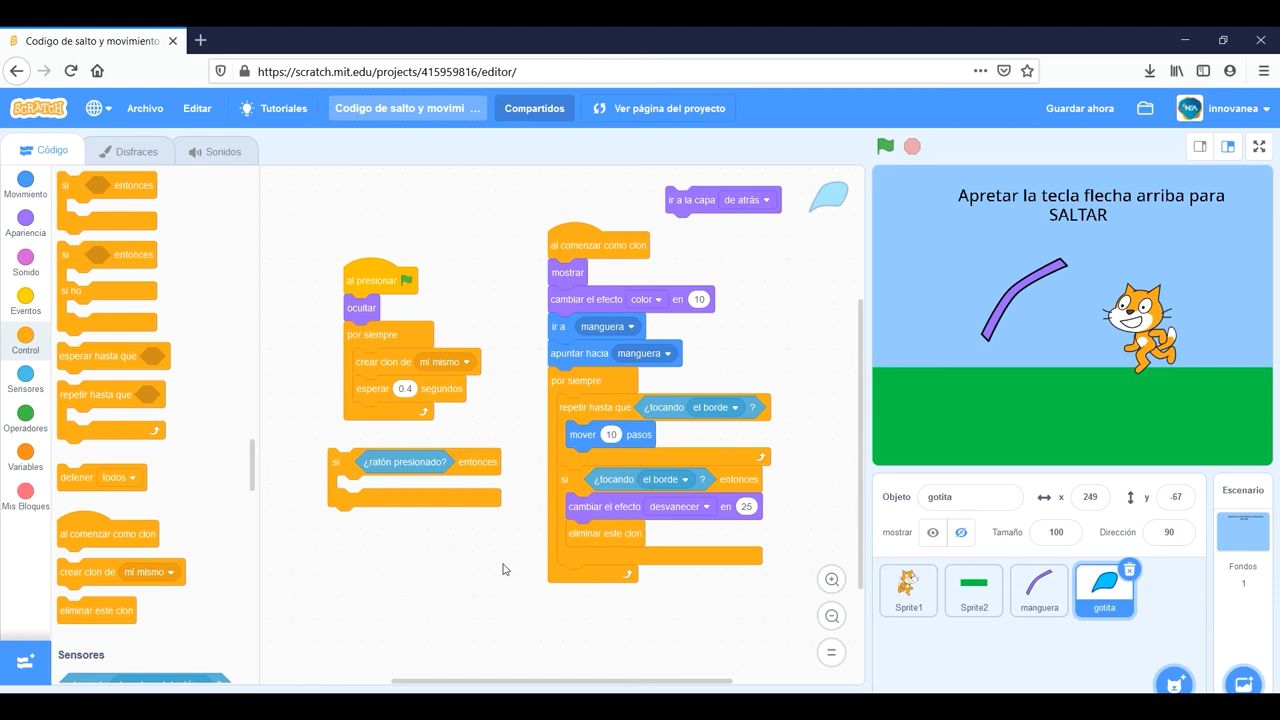 Codigo de salto y movimiento
https://scratch.mit.edu/projects/415959816/editor/
SCRATCH
Archivo
Editar
Tutoriales
Codigo de salto y movimi ...
Compartidos
Ver página del proyecto
Guardar ahora
innovanea
Código
Disfraces
Sonidos
Movimiento
Apariencia
Sonido
Eventos
Control
Sensores
Operadores
Variables
Mis Bloques
si entonces
si entonces
si no
esperar hasta que
repetir hasta que
detener todos
al comenzar como clon
crear clon de mí mismo
eliminar este clon
Sensores
al presionar
ocultar
por siempre
crear clon de mí mismo
esperar 0.4 segundos
si ¿ratón presionado? entonces
ir a la capa de atrás
al comenzar como clon
mostrar
cambiar el efecto color en 10
ir a manguera
apuntar hacia manguera
por siempre
repetir hasta que ¿tocando el borde ?
mover 10 pasos
si ¿tocando el borde ? entonces
cambiar el efecto desvanecer en 25
eliminar este clon
Apretar la tecla flecha arriba para
SALTAR
Objeto gotita x 249 y -67
mostrar Tamaño 100 Dirección 90
Sprite1
Sprite2
manguera
gotita
Escenario
Fondos
1